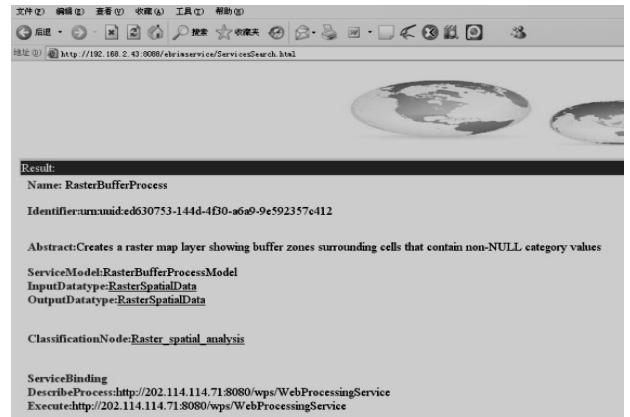 文件(F) 编辑(E) 查看(V) 收藏(A) 工具(T) 帮助(H)
后退 搜索 收藏夹
地址(D) http://192.168.2.43:8088/ebrimservice/ServicesSearch.html
Result:
Name: RasterBufferProcess
Identifier:urn:uuid:ed630753-144d-4f30-a6a9-9e592357c412
Abstract:Creates a raster map layer showing buffer zones surrounding cells that contain non-NULL category values
ServiceModel:RasterBufferProcessModel
InputDatatype:RasterSpatialData
OutputDatatype:RasterSpatialData
ClassificationNode:Raster_spatial_analysis
ServiceBinding
DescribeProcess:http://202.114.114.71:8080/wps/WebProcessingService
Execute:http://202.114.114.71:8080/wps/WebProcessingService